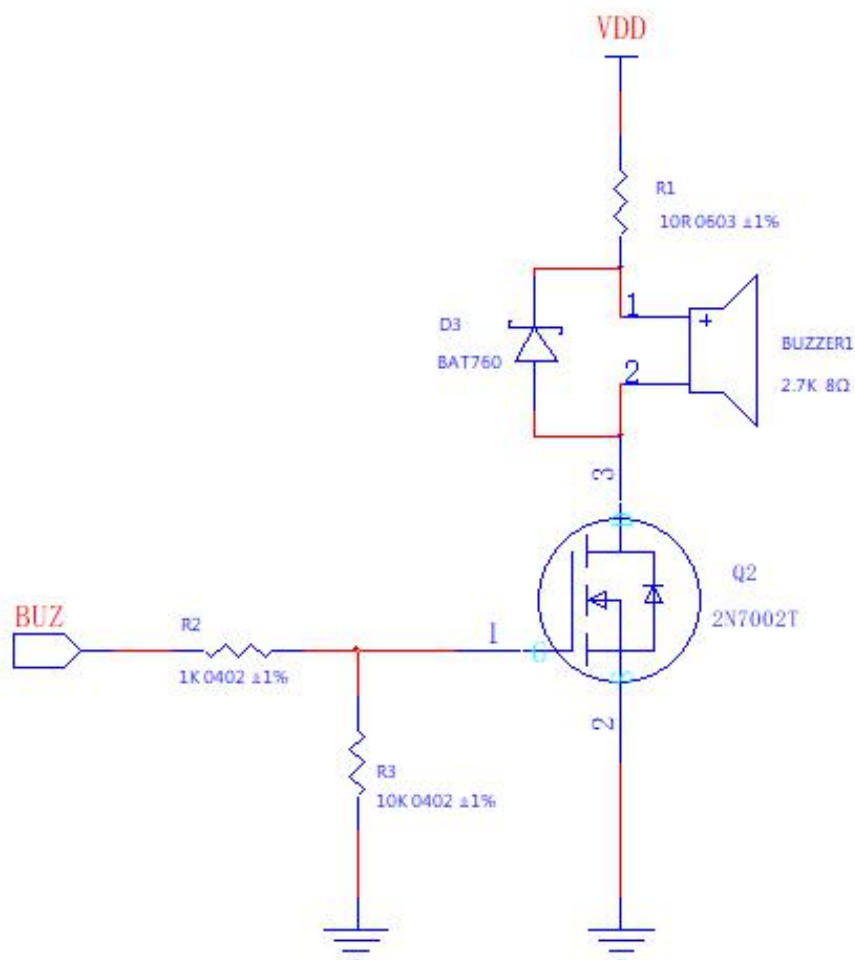 VDD
R1
10R 0603 ±1%
1
D3
BAT760
2
BUZZER1
2.7K 8Ω
3
D
Q2
2N7002T
BUZ
R2
1K 0402 ±1%
1
G
S
2
R3
10K 0402 ±1%